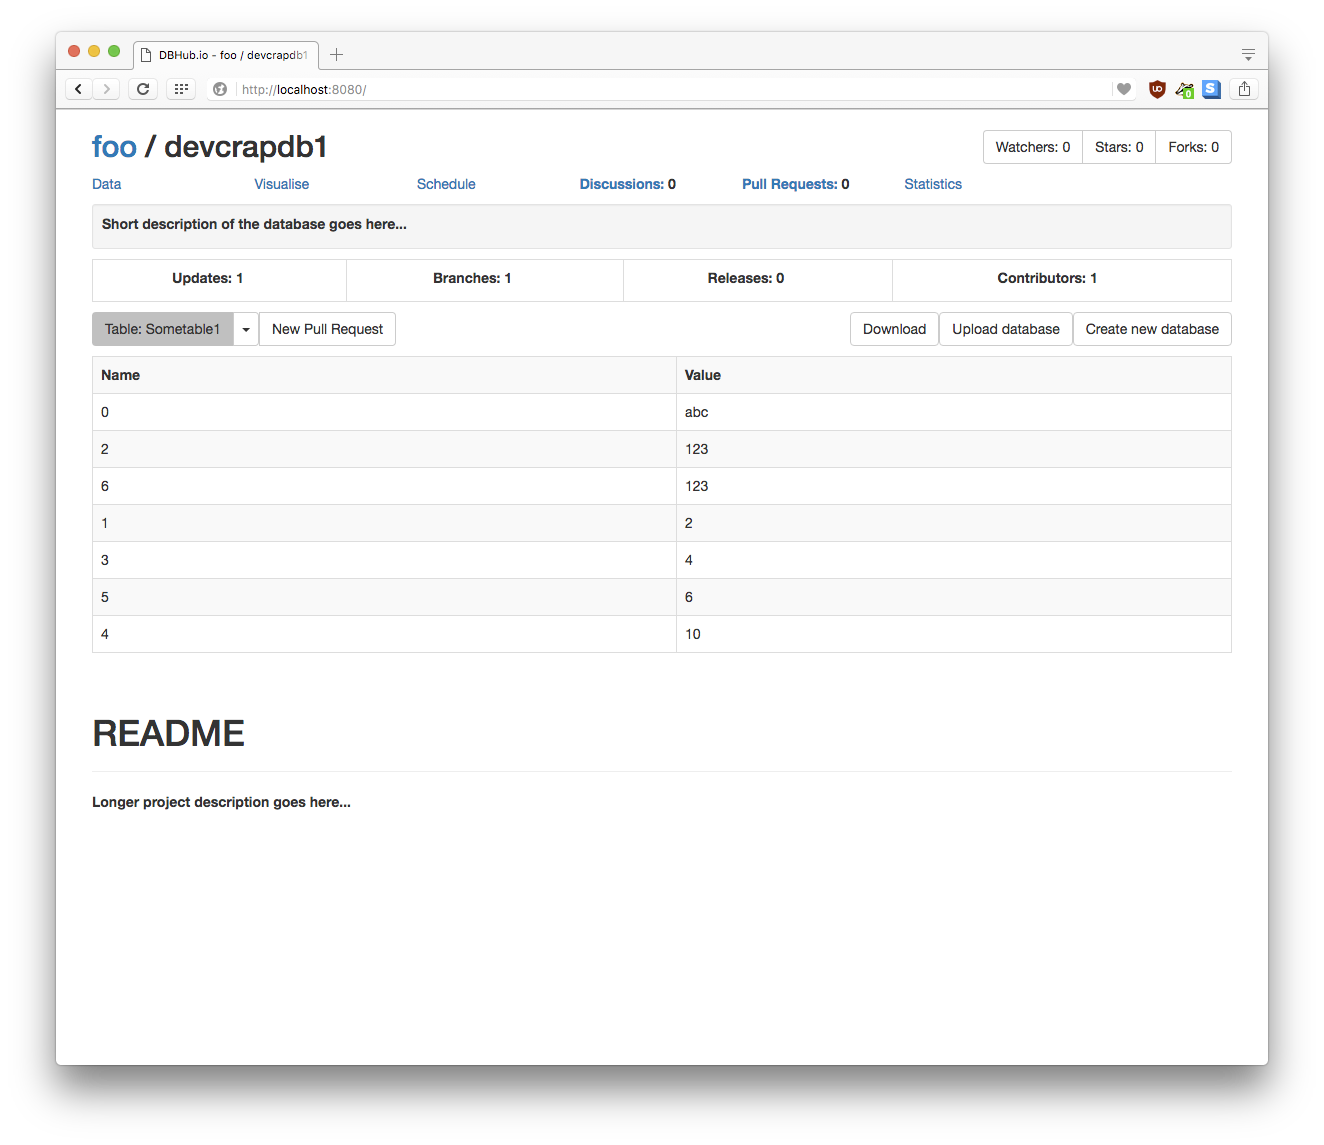 DBHub.io - foo / devcrapdb1
http://localhost:8080/
UO
0
S
foo / devcrapdb1
Watchers: 0 Stars: 0 Forks: 0
Data Visualise Schedule Discussions: 0 Pull Requests: 0 Statistics
Short description of the database goes here...
Updates: 1 Branches: 1 Releases: 0 Contributors: 1
Table: Sometable1 New Pull Request Download Upload database Create new database
Name Value
0 abc
2 123
6 123
1 2
3 4
5 6
4 10
README
Longer project description goes here...